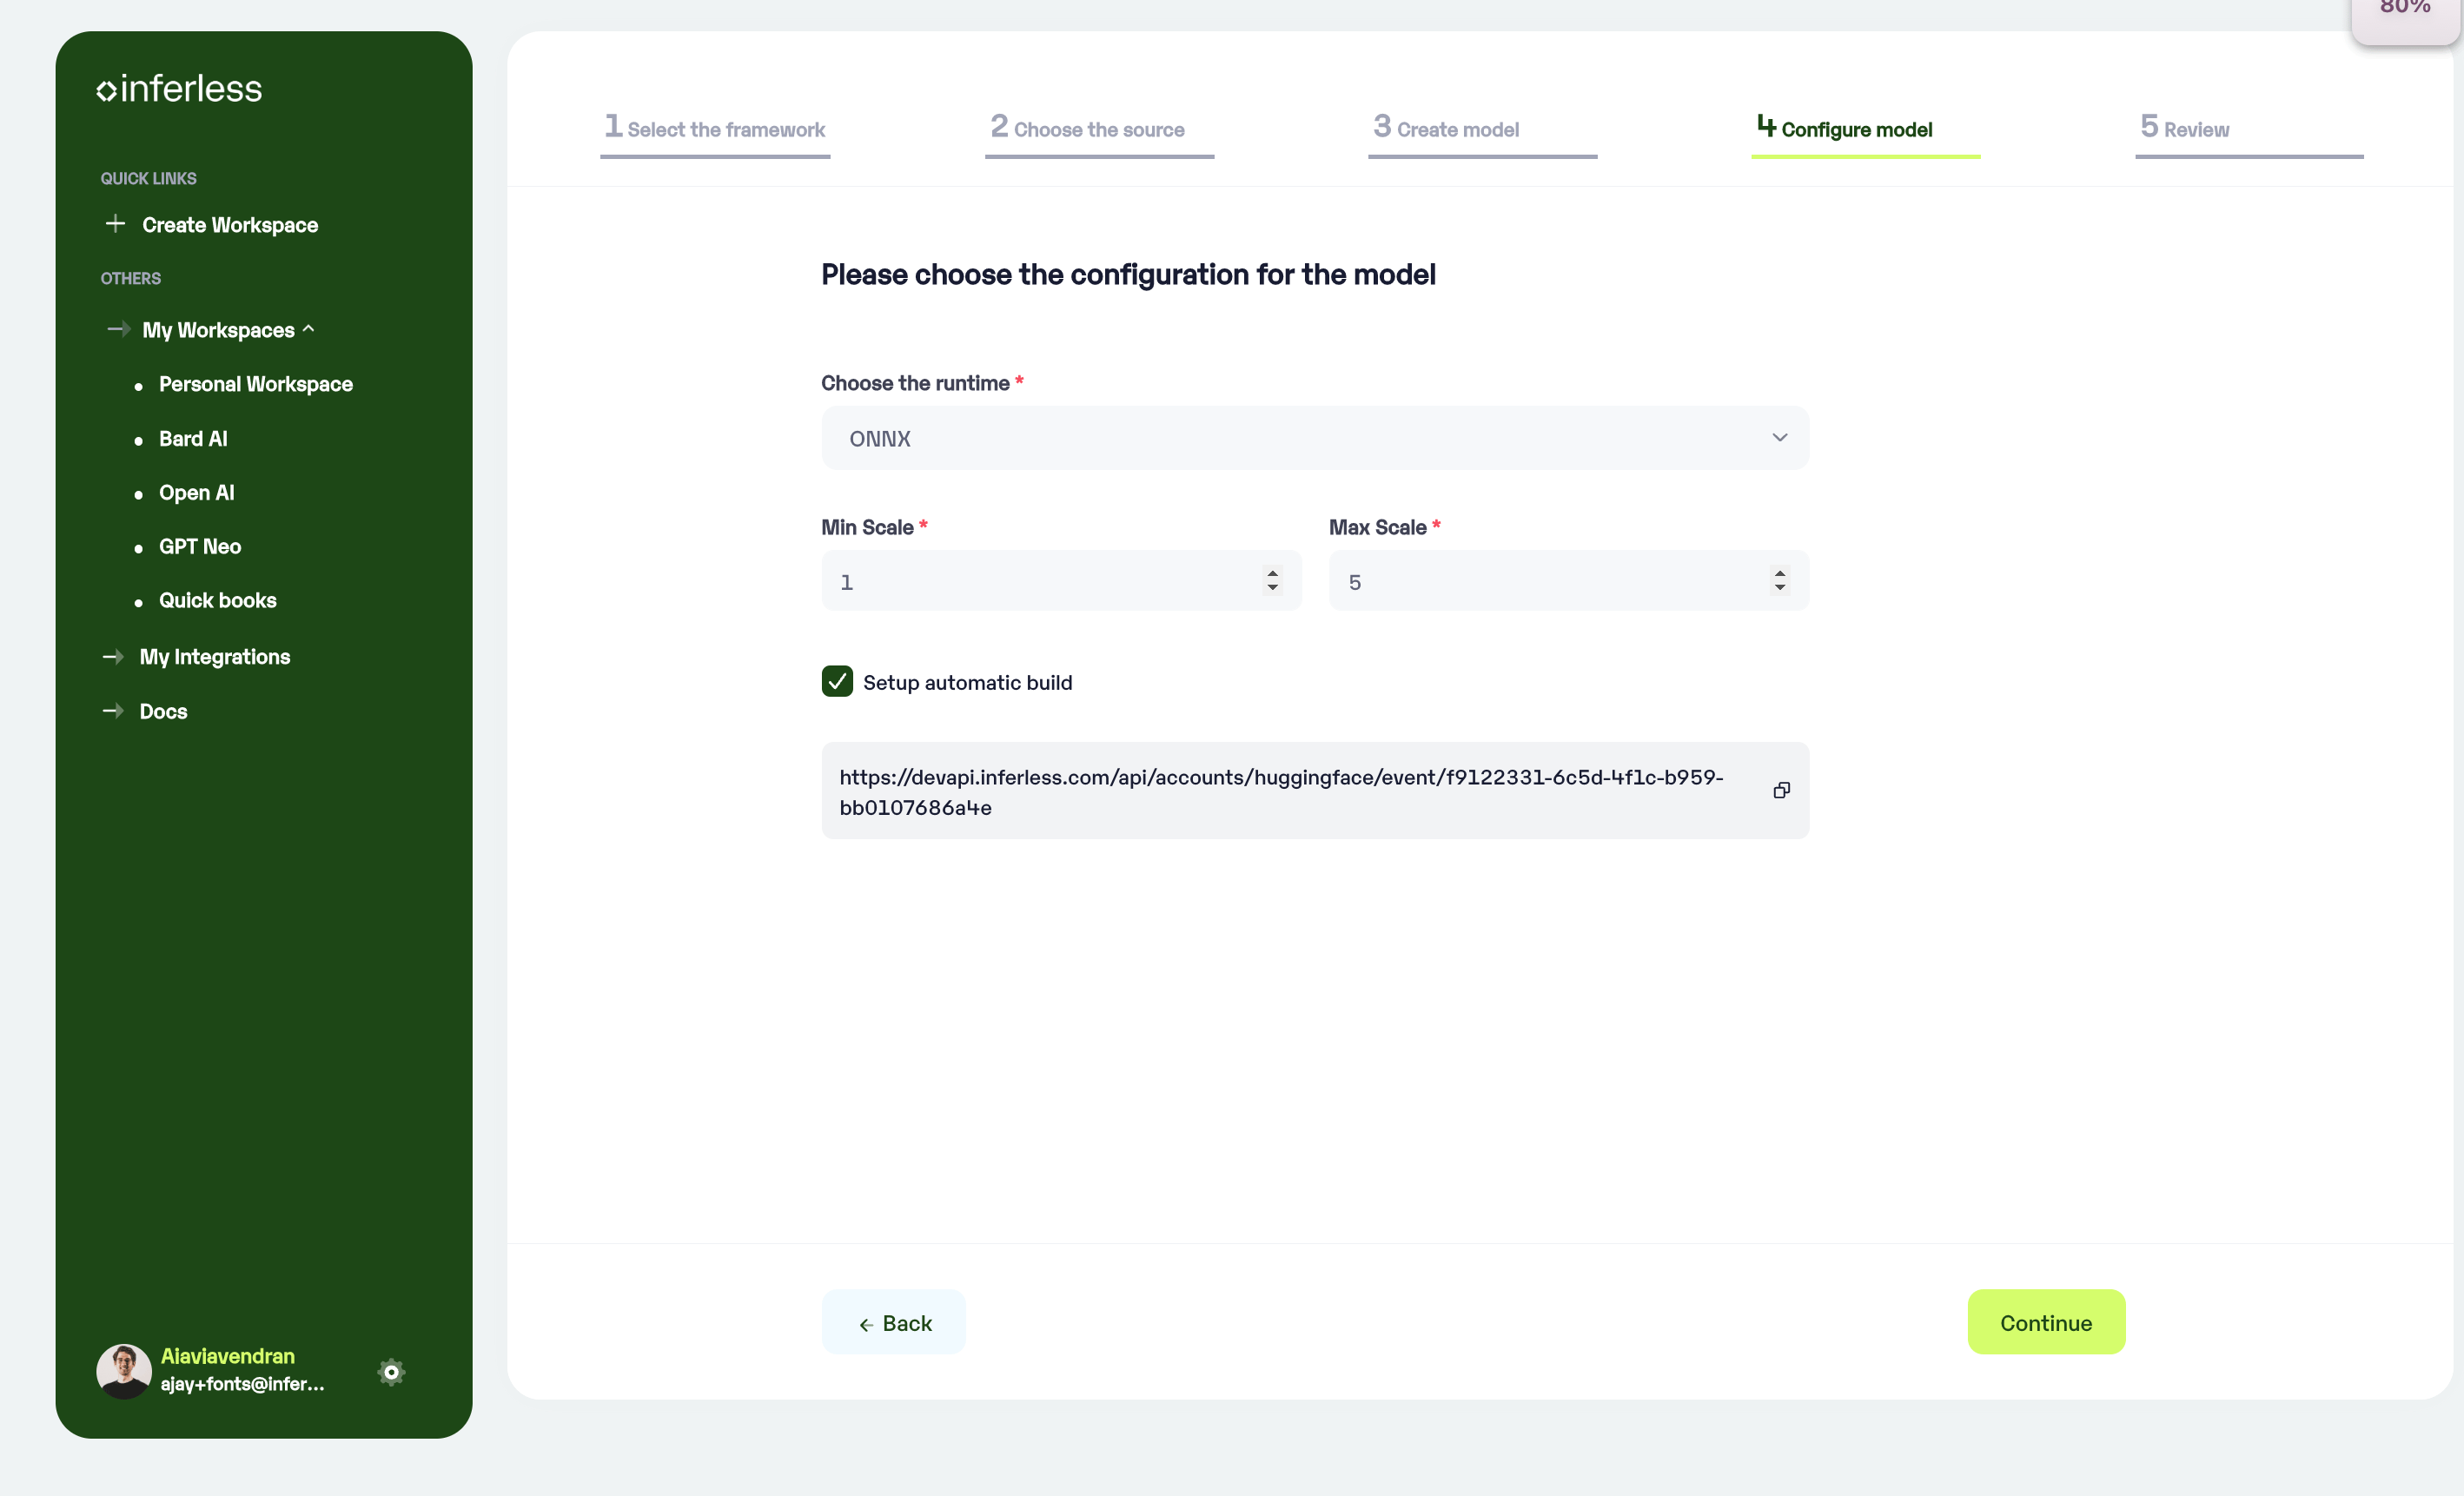 inferless
QUICK LINKS
Create Workspace
OTHERS
My Workspaces
Personal Workspace
Bard AI
Open AI
GPT Neo
Quick books
My Integrations
Docs
Aiaviavendran
ajay+fonts@infer...
80%
1 Select the framework
2 Choose the source
3 Create model
4 Configure model
5 Review
Please choose the configuration for the model
Choose the runtime *
ONNX
Min Scale *
Max Scale *
1
5
Setup automatic build
https://devapi.inferless.com/api/accounts/huggingface/event/f9122331-6c5d-4f1c-b959-
bb0107686a4e
Back
Continue